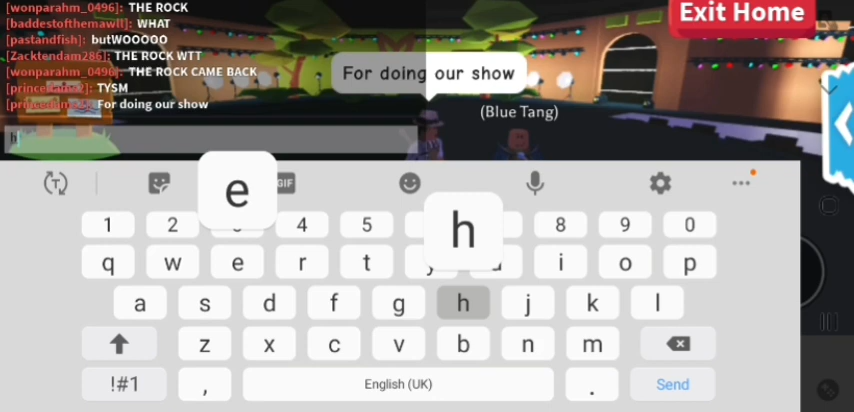 [wonparahm_0496]: THE ROCK
[baddestofthemawll]: WHAT
[pastandfish]: butWOOOOO
[Zacktendam286]: THE ROCK WTT
[wonparahm_0496]: THE ROCK CAME BACK
TYSM
For doing our show
Exit Home
For doing our show
(Blue Tang)
h
T
GIF
e
h
1 2 4 5 8 9 0
q w e r t y u i o p
a s d f g h j k l
z x c v b n m
!#1 , English (UK) . Send